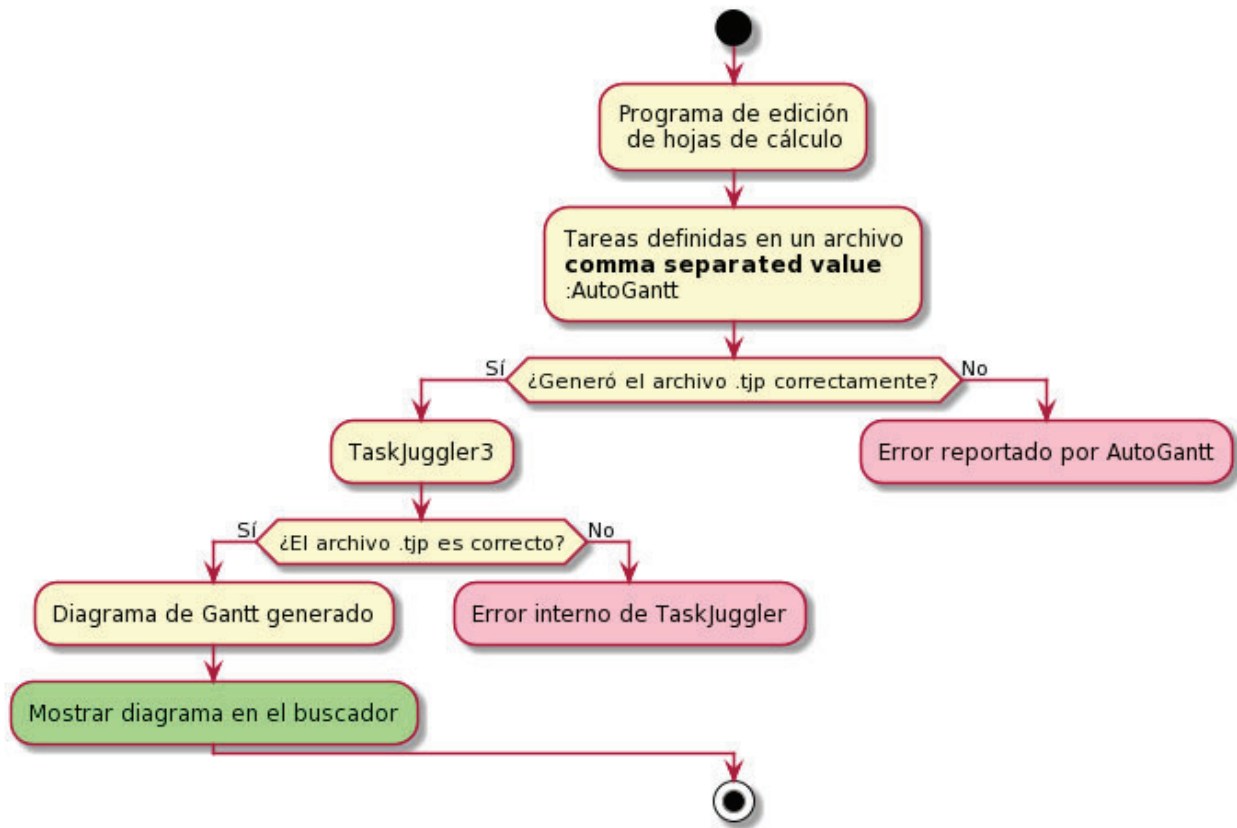 Programa de edición
de hojas de cálculo
Tareas definidas en un archivo
comma separated value
:AutoGantt
Sí
¿Generó el archivo .tjp correctamente?
No
TaskJuggler3
Error reportado por AutoGantt
Sí
¿El archivo .tjp es correcto?
No
Diagrama de Gantt generado
Error interno de TaskJuggler
Mostrar diagrama en el buscador